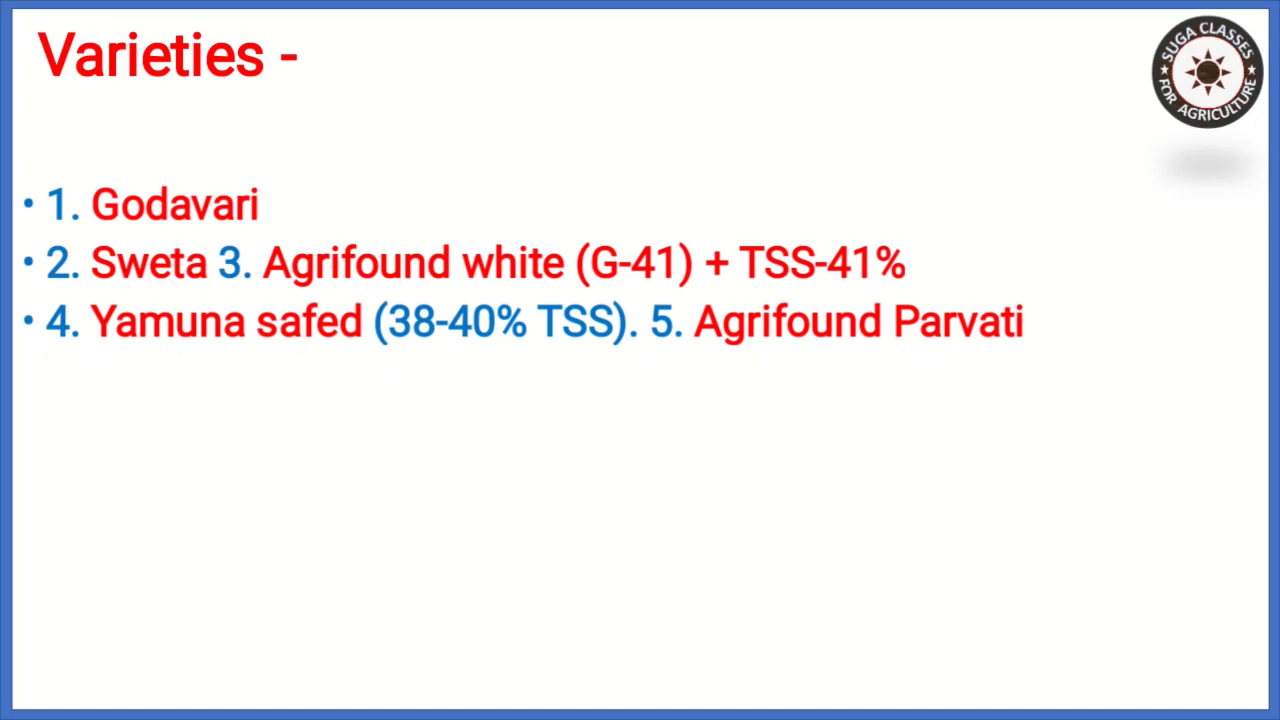 Varieties -
SUGA CLASSES
FOR AGRICULTURE
• 1. Godavari
• 2. Sweta 3. Agrifound white (G-41) + TSS-41%
• 4. Yamuna safed (38-40% TSS). 5. Agrifound Parvati